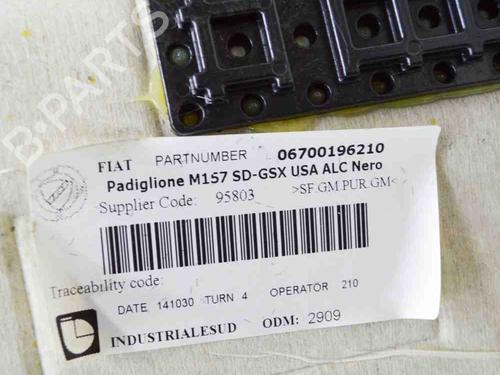 B-PARTS
FIAT PARTNUMBER 06700196210
Padiglione M157 SD-GSX USA ALC Nero
Supplier Code: 95803 >SF GM PUR GM<
Traceability code:
DATE 141030 TURN 4 OPERATOR 210
INDUSTRIALESUD ODM: 2909